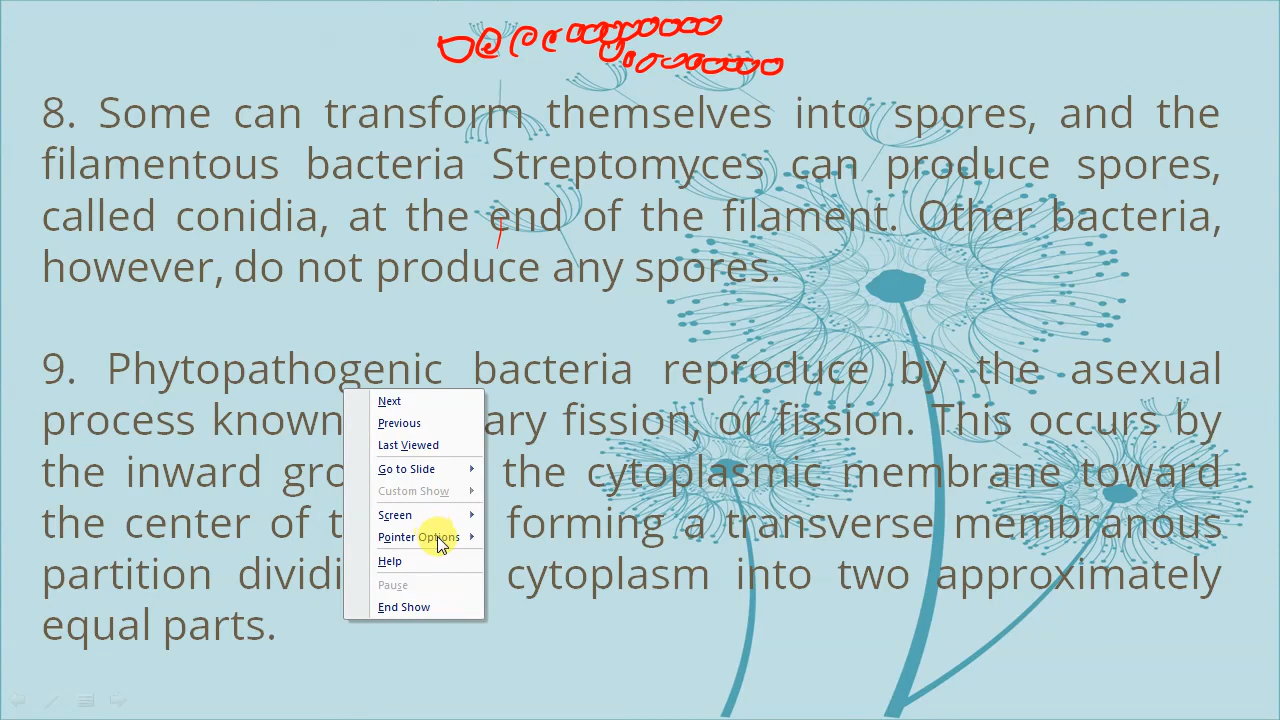 8. Some can transform themselves into spores, and the
filamentous bacteria Streptomyces can produce spores,
called conidia, at the end of the filament. Other bacteria,
however, do not produce any spores.
9. Phytopathogenic bacteria reproduce by the asexual
process known ary fission, or fission. This occurs by
the inward gro the cytoplasmic membrane toward
the center of t forming a transverse membranous
partition dividi cytoplasm into two approximately
equal parts.
Next
Previous
Last Viewed
Go to Slide
Custom Show
Screen
Pointer Options
Help
Pause
End Show